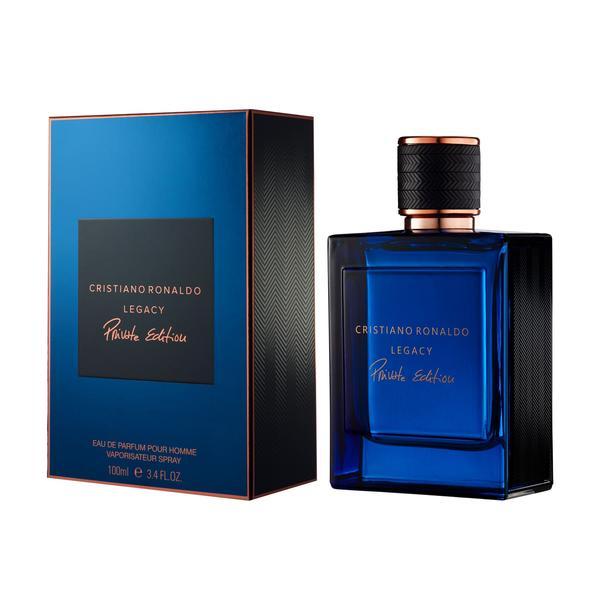 CRISTIANO RONALDO
LEGACY
Private Edition
EAU DE PARFUM POUR HOMME
VAPORISATEUR SPRAY
100ml ℮ 3.4 FL.OZ.
CRISTIANO RONALDO
LEGACY
Private Edition